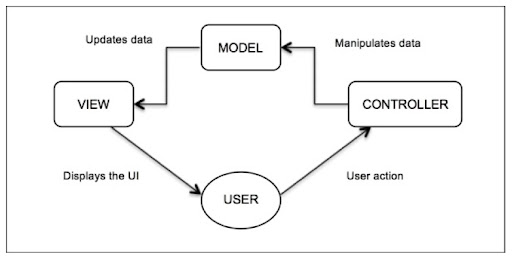 Updates data
MODEL
Manipulates data
VIEW
CONTROLLER
Displays the UI
User action
USER